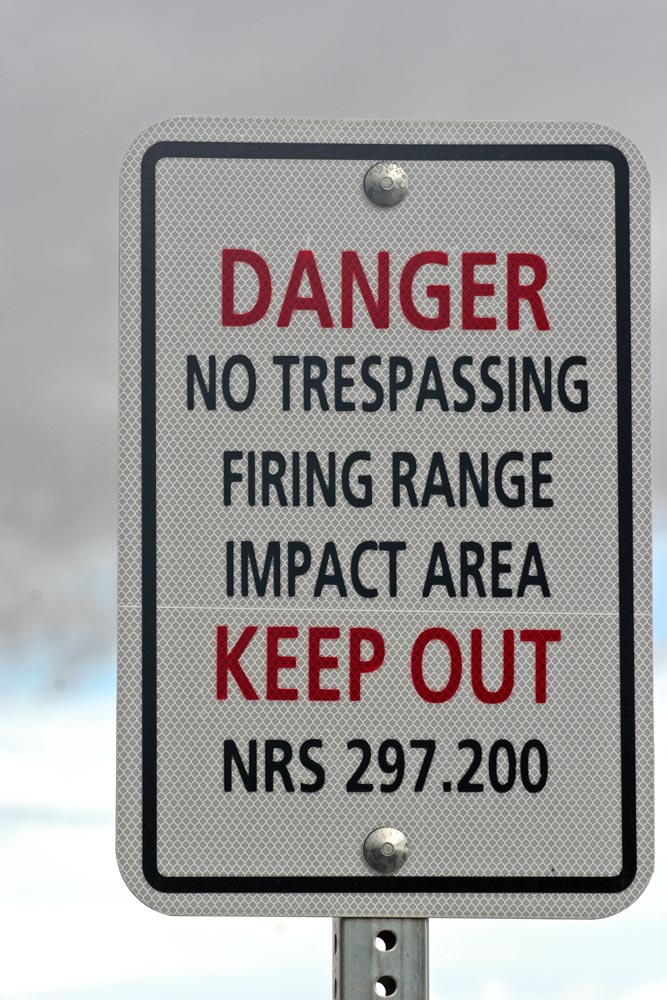 DANGER
NO TRESPASSING
FIRING RANGE
IMPACT AREA
KEEP OUT
NRS 297.200